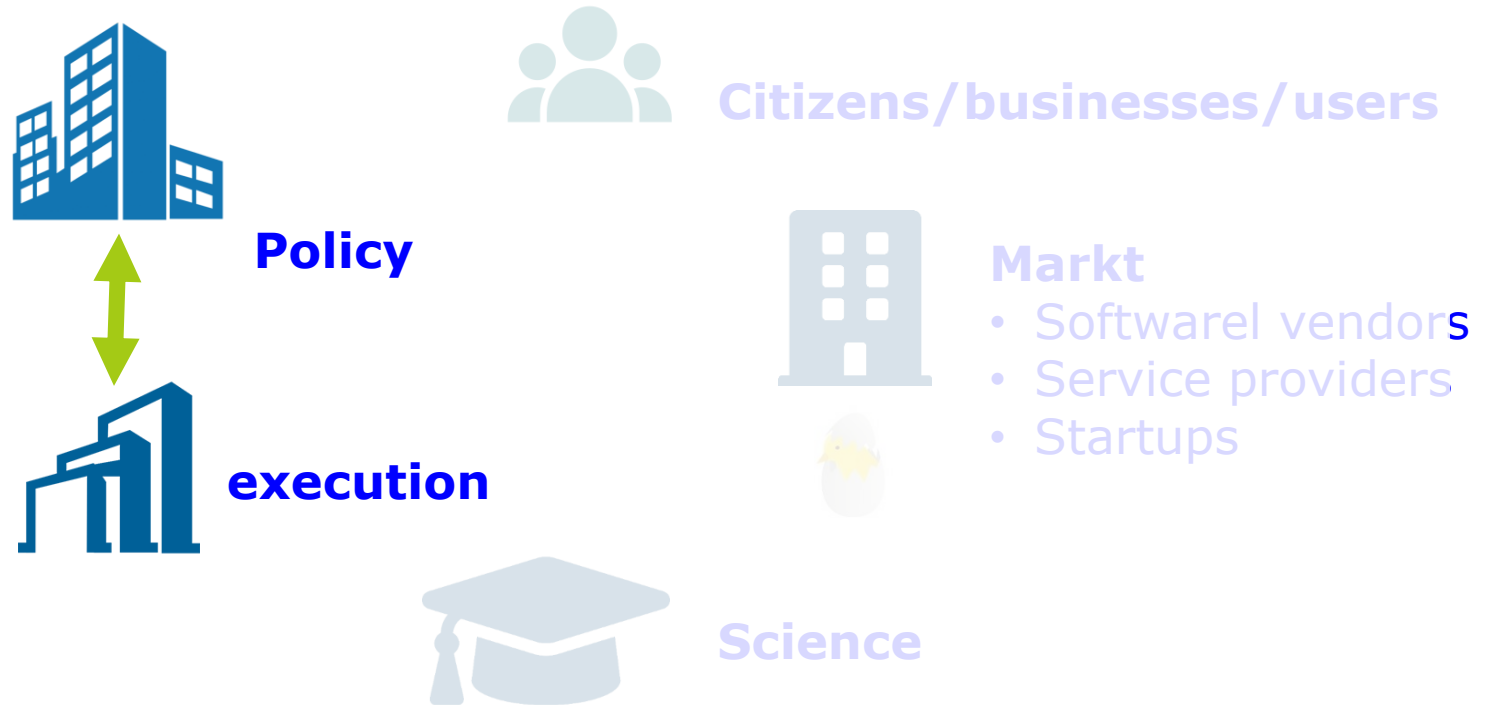 Citizens/businesses/users
Policy
Markt
• Softwarel vendors
• Service providers
• Startups
execution
Science